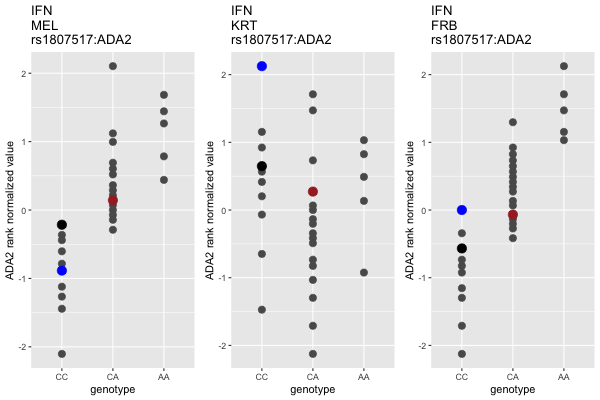 IFN
MEL
rs1807517:ADA2
ADA2 rank normalized value
2
1
0
-1
-2
CC
CA
AA
genotype
IFN
KRT
rs1807517:ADA2
ADA2 rank normalized value
2
1
0
-1
-2
CC
CA
AA
genotype
IFN
FRB
rs1807517:ADA2
ADA2 rank normalized value
2
1
0
-1
-2
CC
CA
AA
genotype